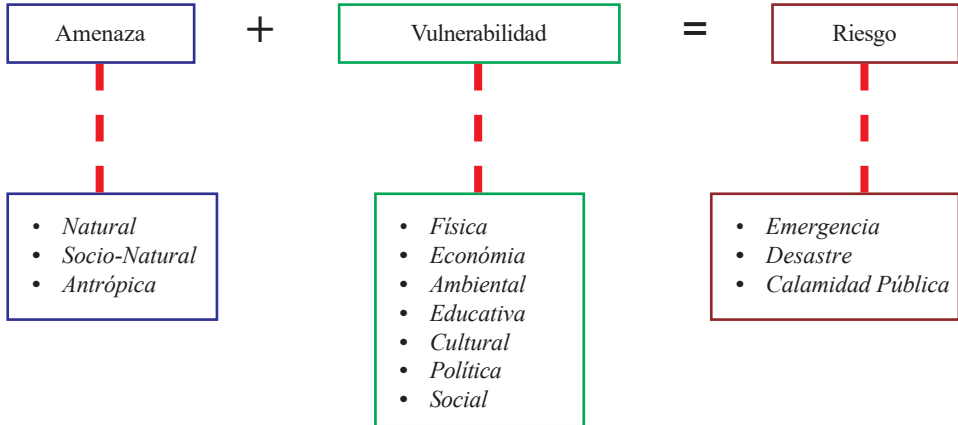 Amenaza + Vulnerabilidad = Riesgo
• Natural
• Socio-Natural
• Antrópica
• Física
• Económia
• Ambiental
• Educativa
• Cultural
• Política
• Social
• Emergencia
• Desastre
• Calamidad Pública